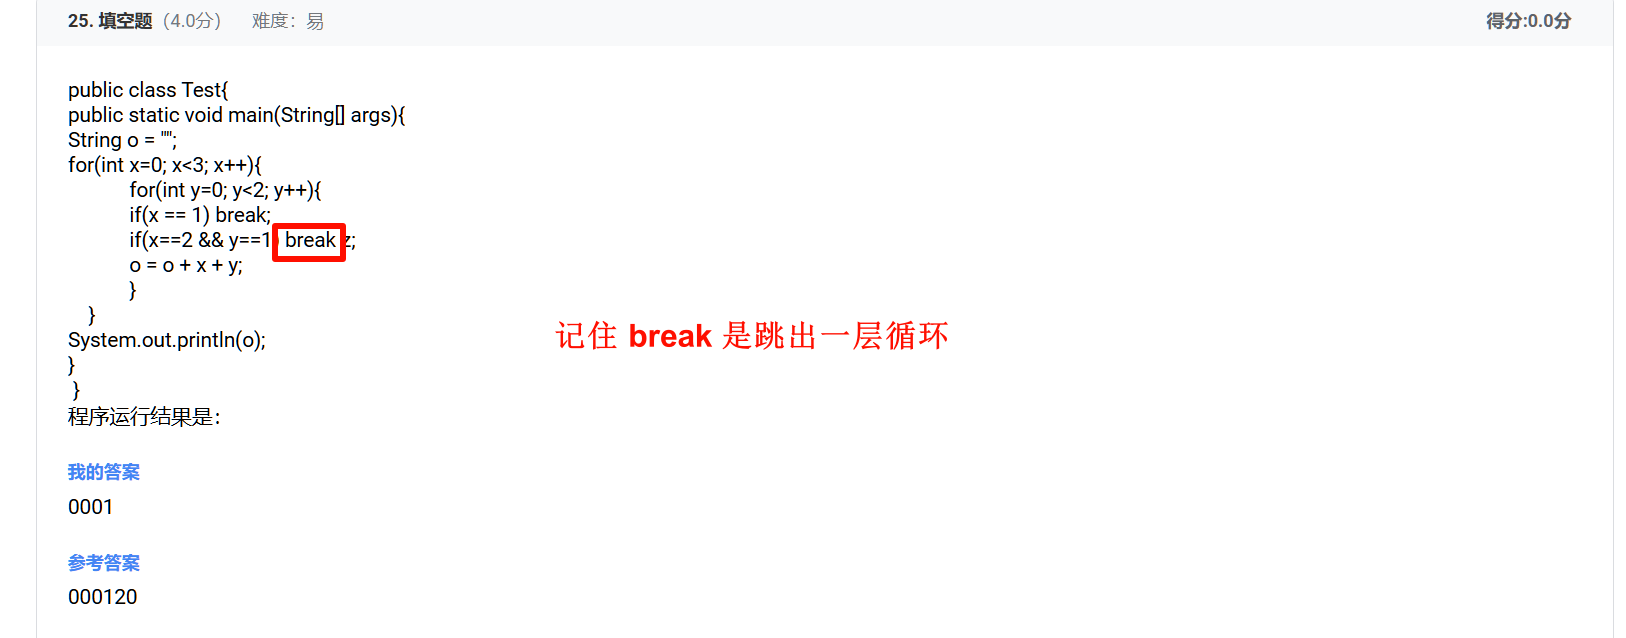 25. 填空题 (4.0分) 难度：易 得分:0.0分
public class Test{
public static void main(String[] args){
String o = "";
for(int x=0; x<3; x++){
for(int y=0; y<2; y++){
if(x == 1) break;
if(x==2 && y==1) break z;
o = o + x + y;
}
}
System.out.println(o);
}
}
程序运行结果是：
记住 break 是跳出一层循环
我的答案
0001
参考答案
000120